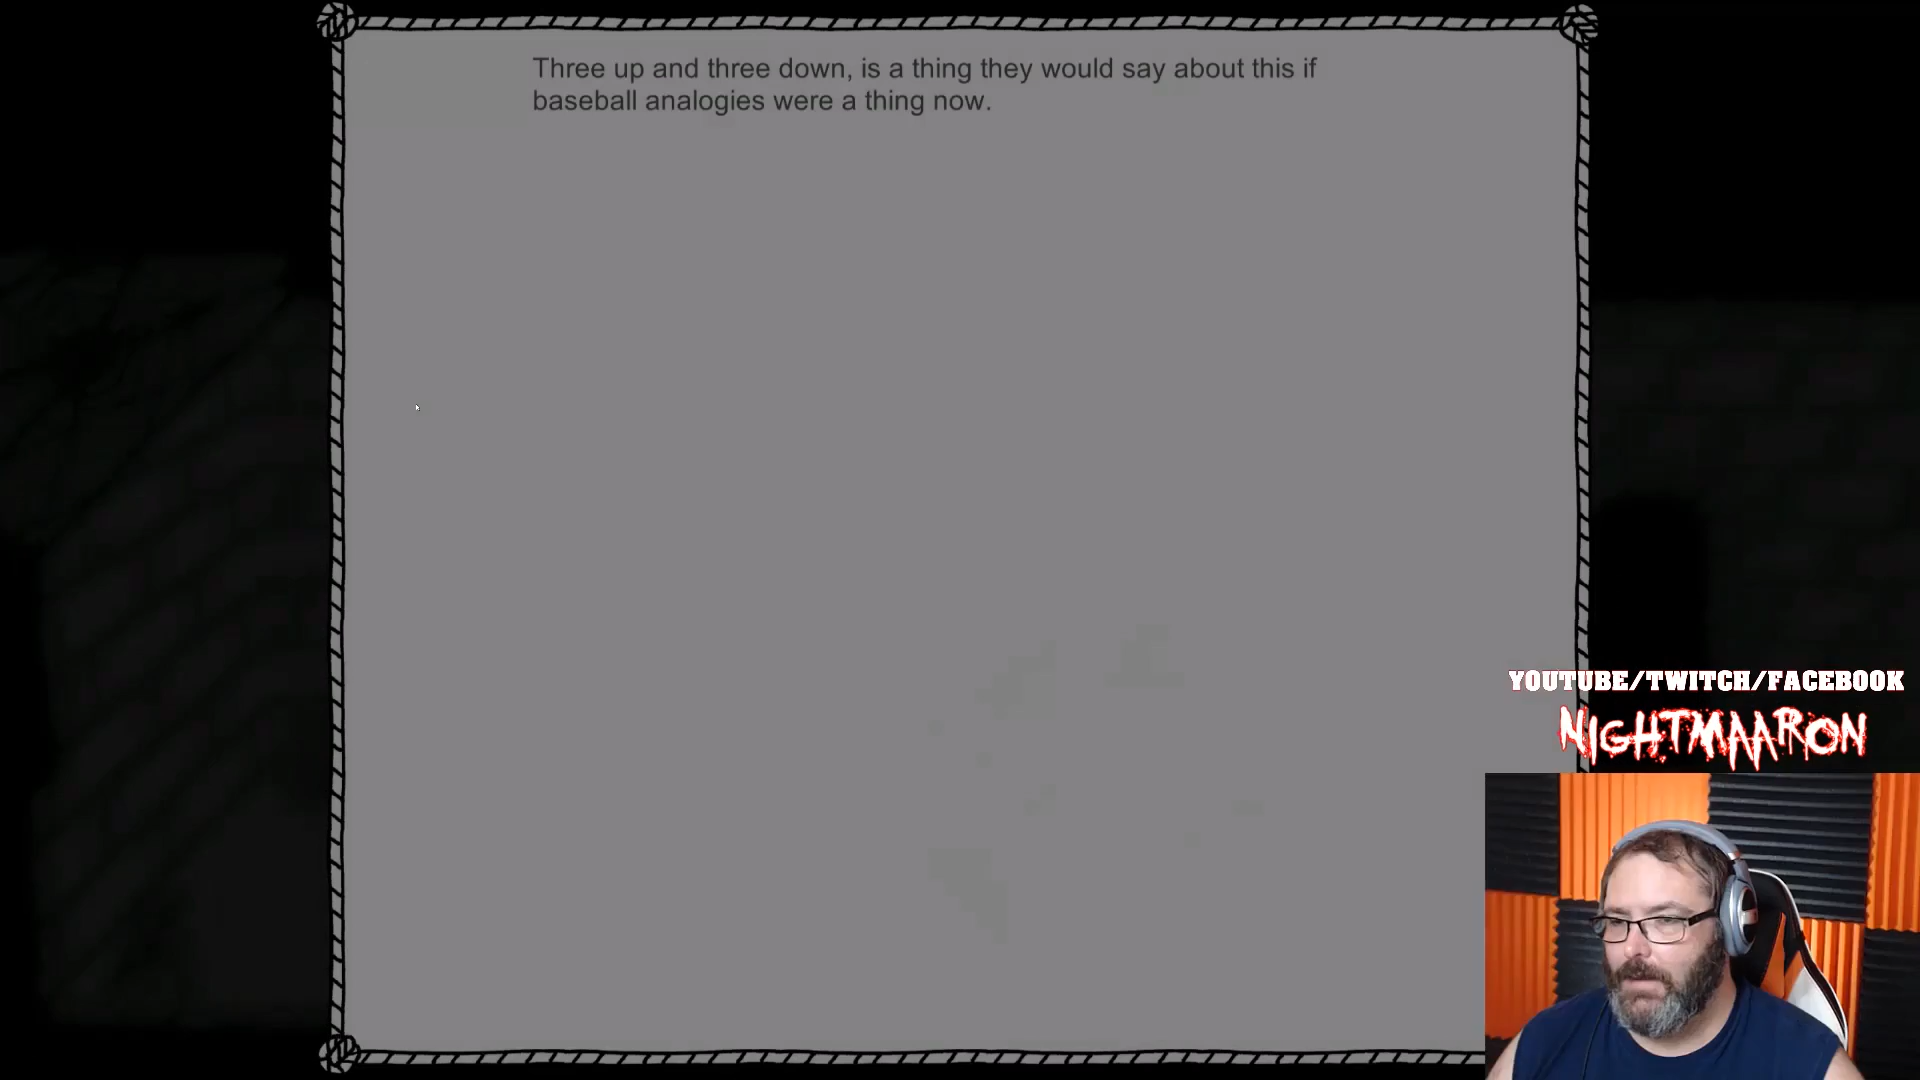 Three up and three down, is a thing they would say about this if
baseball analogies were a thing now.
YOUTUBE/TWITCH/FACEBOOK
NIGHTMAARON